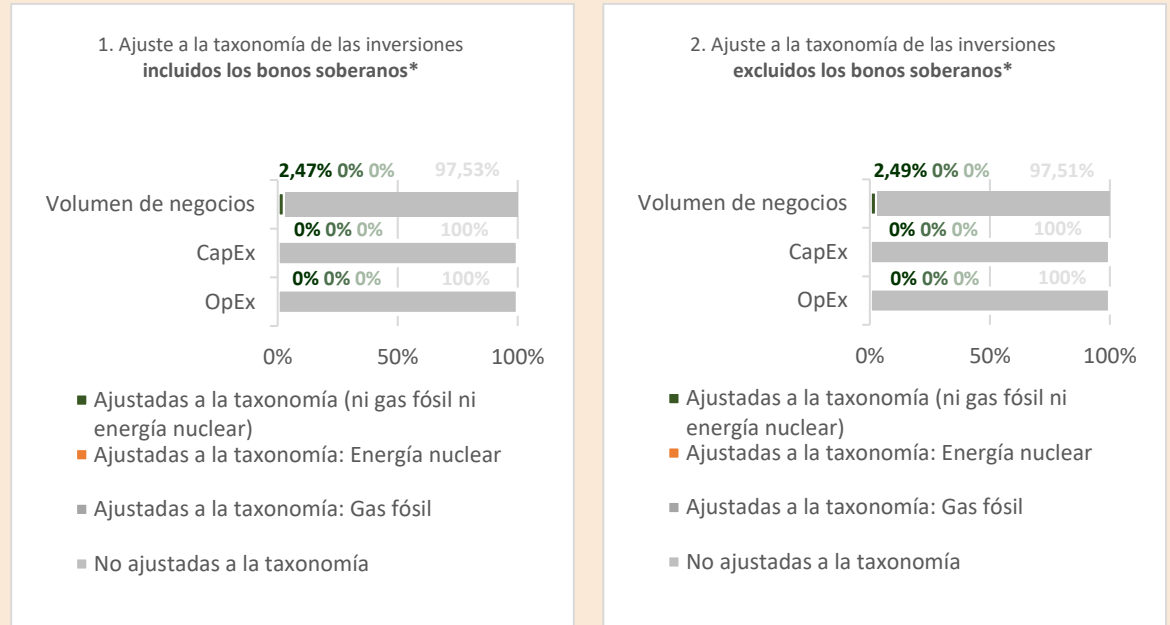 1. Ajuste a la taxonomía de las inversiones
incluidos los bonos soberanos*
2,47% 0% 0% 97,53%
Volumen de negocios
0% 0% 0% 100%
CapEx
0% 0% 0% 100%
OpEx
0% 50% 100%
Ajustadas a la taxonomía (ni gas fósil ni
energía nuclear)
Ajustadas a la taxonomía: Energía nuclear
Ajustadas a la taxonomía: Gas fósil
No ajustadas a la taxonomía
2. Ajuste a la taxonomía de las inversiones
excluidos los bonos soberanos*
2,49% 0% 0% 97,51%
Volumen de negocios
0% 0% 0% 100%
CapEx
0% 0% 0% 100%
OpEx
0% 50% 100%
Ajustadas a la taxonomía (ni gas fósil ni
energía nuclear)
Ajustadas a la taxonomía: Energía nuclear
Ajustadas a la taxonomía: Gas fósil
No ajustadas a la taxonomía